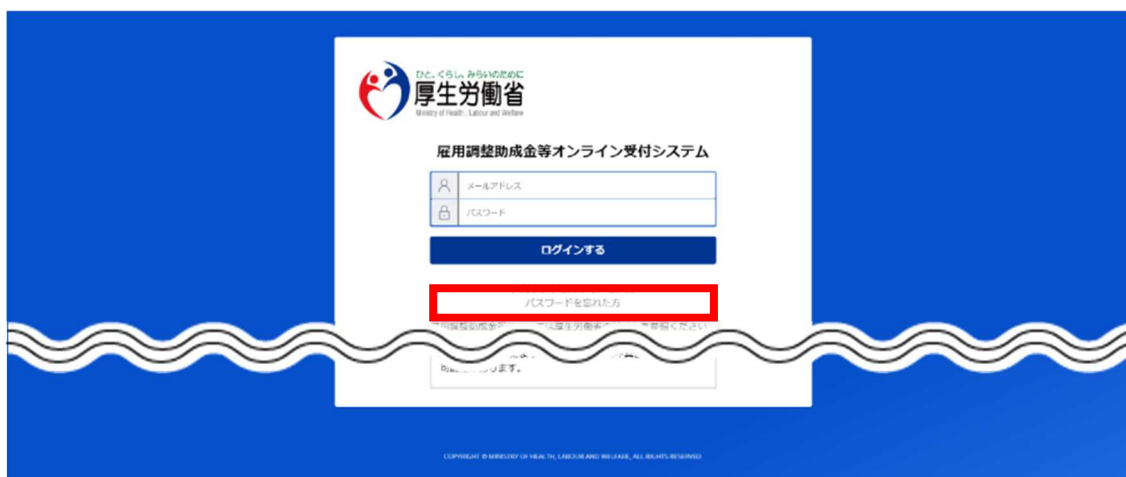 ひと、くらし、みらいのために
厚生労働省
Ministry of Health, Labour and Welfare
雇用調整助成金等オンライン受付システム
メールアドレス
パスワード
ログインする
パスワードを忘れた方
ります。
COPYRIGHT © MINISTRY OF HEALTH, LABOUR AND WELFARE, ALL RIGHTS RESERVED